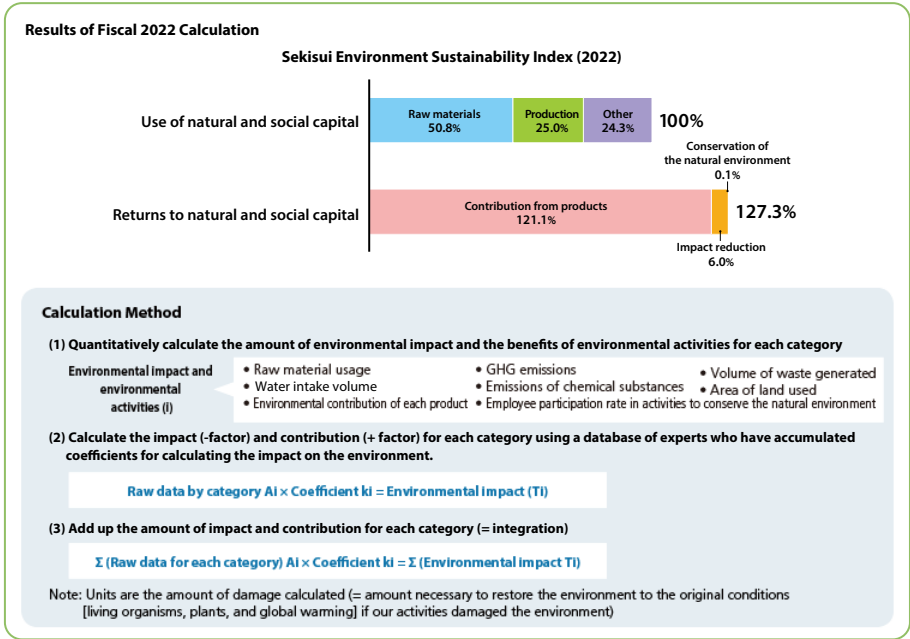 Results of Fiscal 2022 Calculation
Sekisui Environment Sustainability Index (2022)
Use of natural and social capital
Raw materials
50.8%
Production
25.0%
Other
24.3%
100%
Conservation of
the natural environment
0.1%
Returns to natural and social capital
Contribution from products
121.1%
127.3%
Impact reduction
6.0%
Calculation Method
(1) Quantitatively calculate the amount of environmental impact and the benefits of environmental activities for each category
Environmental impact and
environmental
activities (i)
• Raw material usage
• GHG emissions
• Volume of waste generated
• Water intake volume
• Emissions of chemical substances
• Area of land used
• Environmental contribution of each product
• Employee participation rate in activities to conserve the natural environment
(2) Calculate the impact (-factor) and contribution (+ factor) for each category using a database of experts who have accumulated
coefficients for calculating the impact on the environment.
Raw data by category Ai × Coefficient ki = Environmental impact (Ti)
(3) Add up the amount of impact and contribution for each category (= integration)
Σ (Raw data for each category) Ai × Coefficient ki = Σ (Environmental impact Ti)
Note: Units are the amount of damage calculated (= amount necessary to restore the environment to the original conditions
[living organisms, plants, and global warming] if our activities damaged the environment)